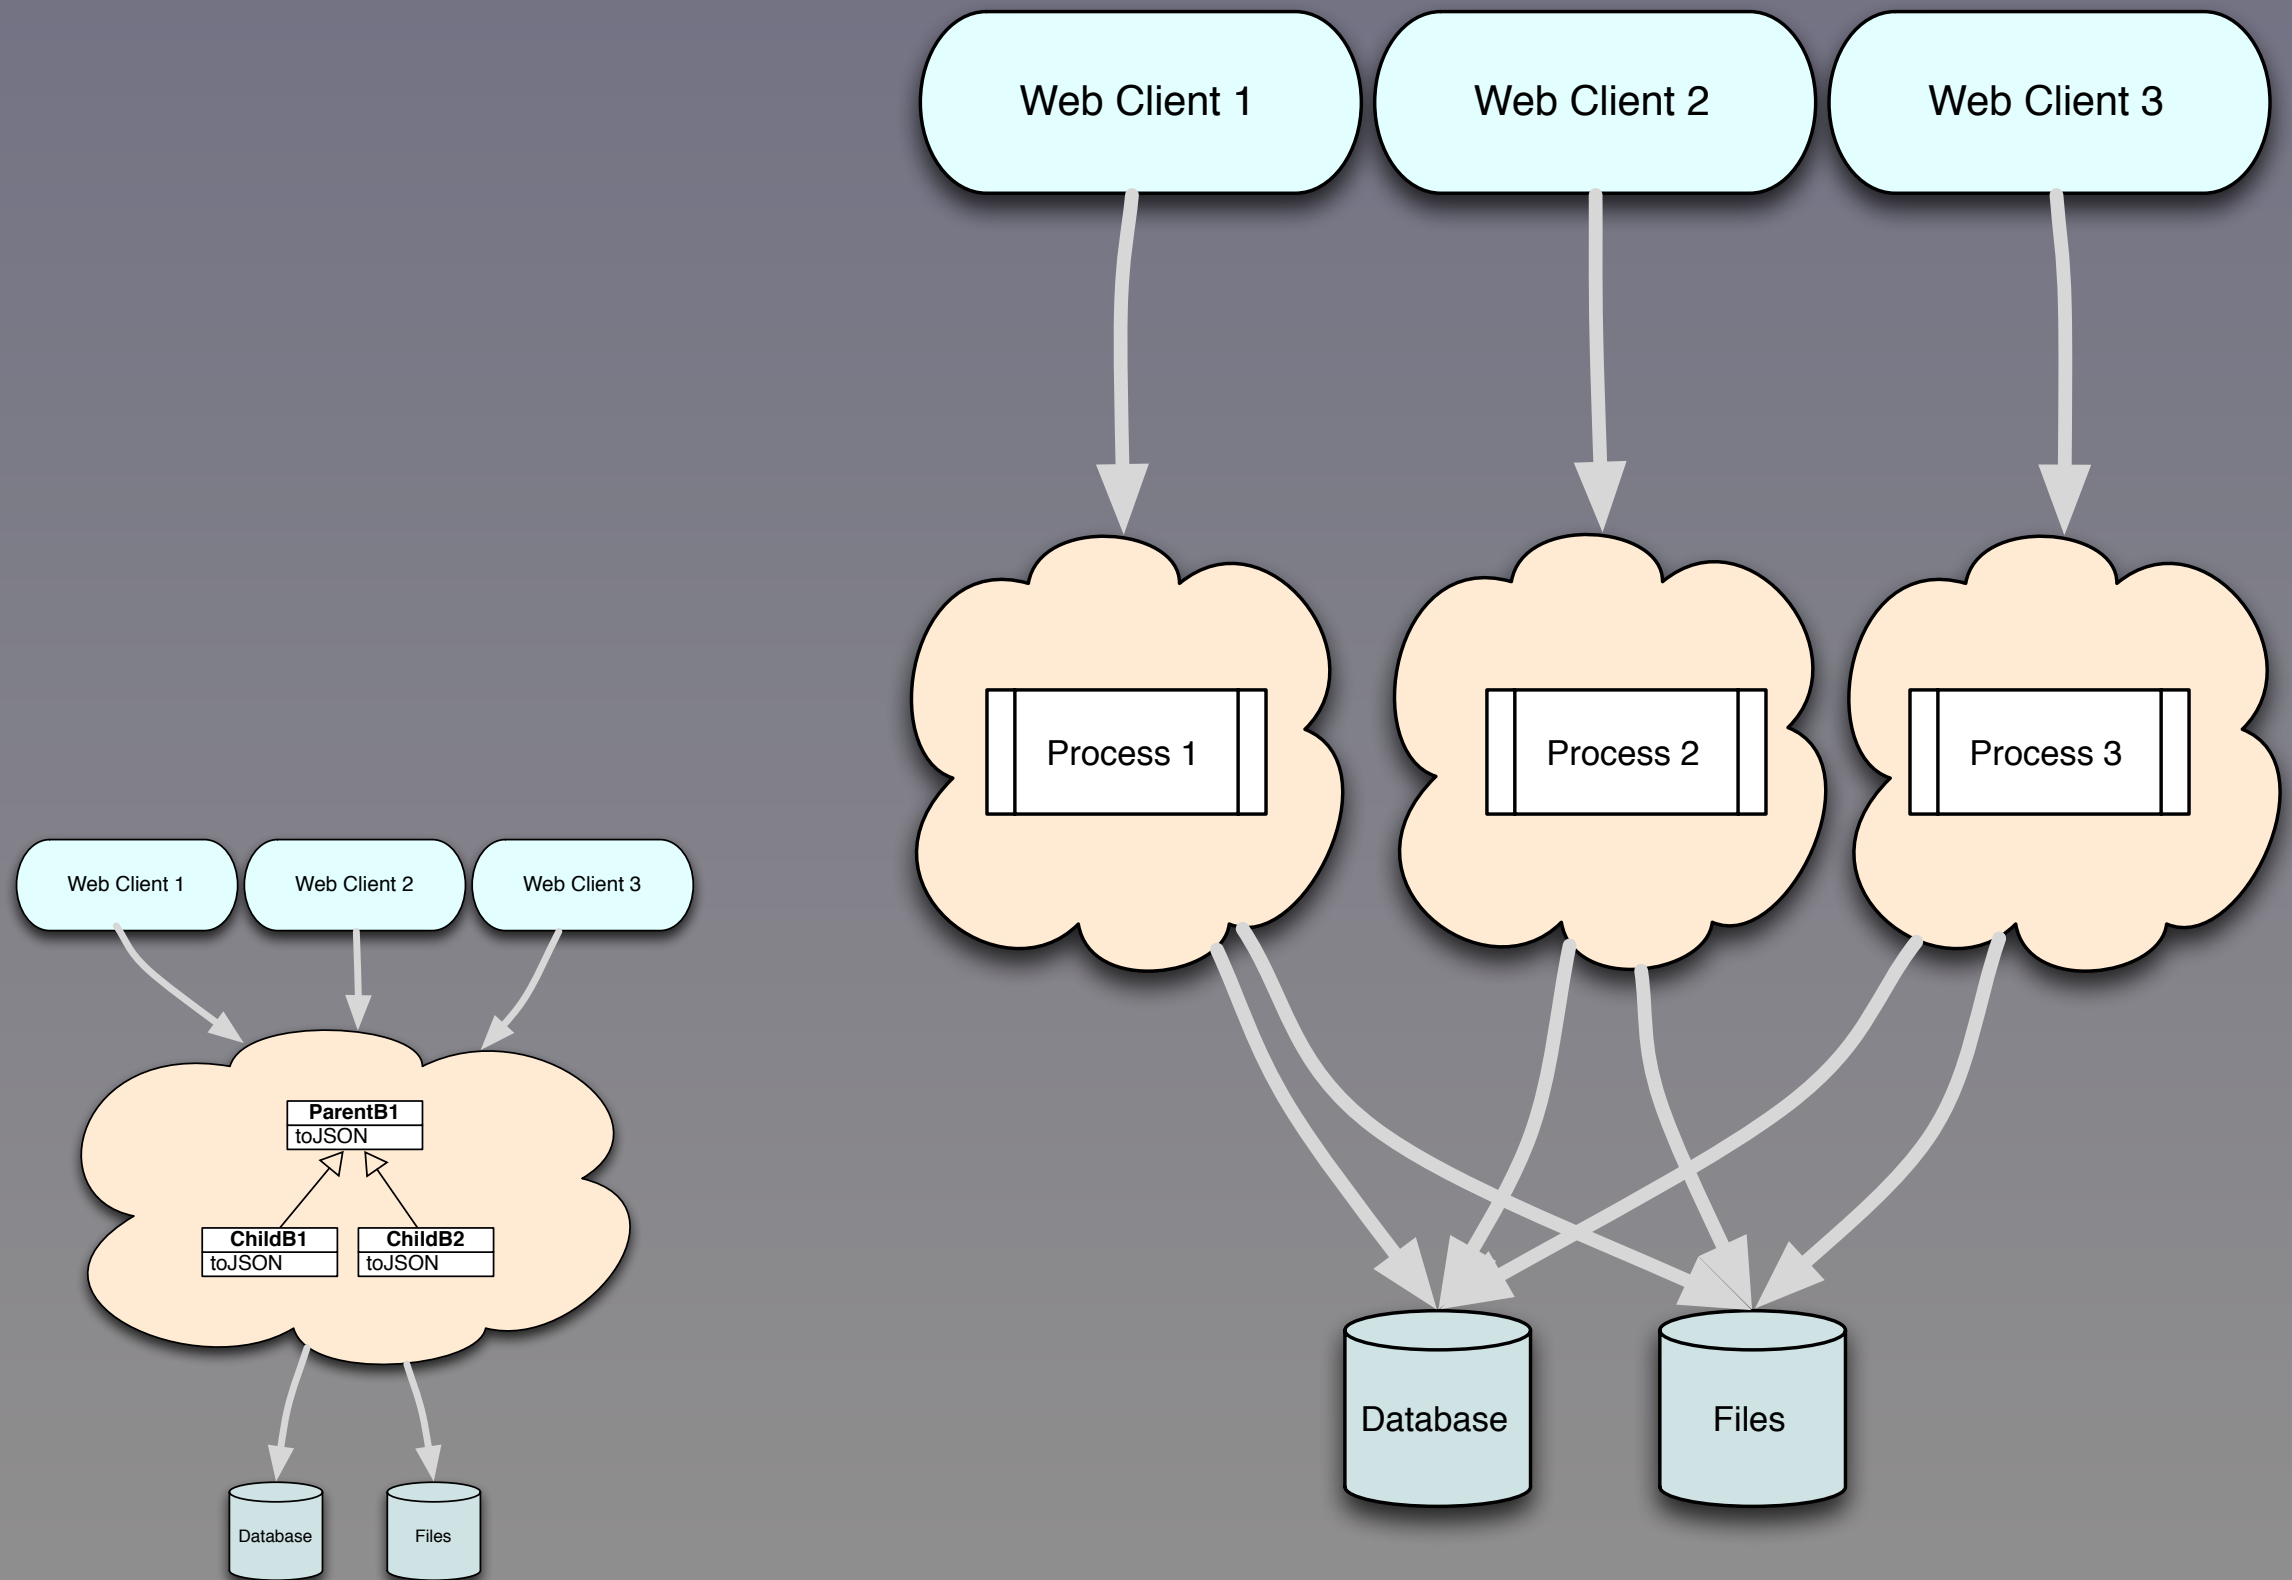 Web Client 1
Web Client 2
Web Client 3
Process 1
Process 2
Process 3
Database
Files
Web Client 1
Web Client 2
Web Client 3
ParentB1
toJSON
ChildB1
toJSON
ChildB2
toJSON
Database
Files